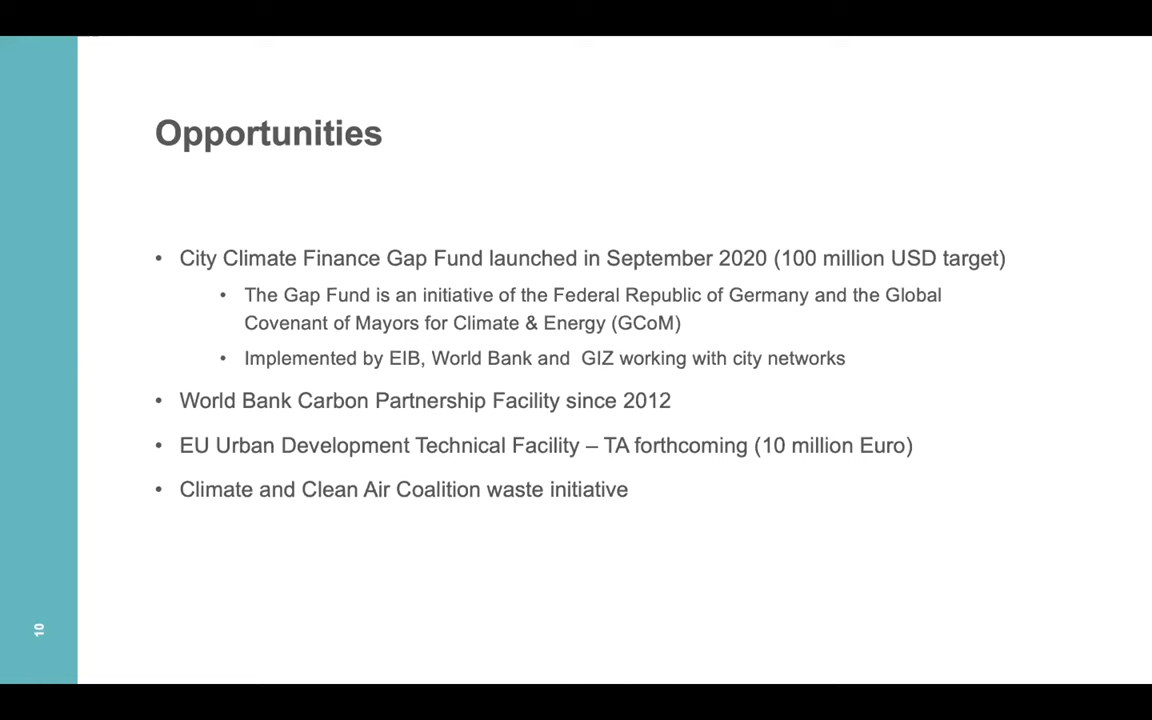 Opportunities
• City Climate Finance Gap Fund launched in September 2020 (100 million USD target)
• The Gap Fund is an initiative of the Federal Republic of Germany and the Global
Covenant of Mayors for Climate & Energy (GCoM)
• Implemented by EIB, World Bank and  GIZ working with city networks
• World Bank Carbon Partnership Facility since 2012
• EU Urban Development Technical Facility – TA forthcoming (10 million Euro)
• Climate and Clean Air Coalition waste initiative
10